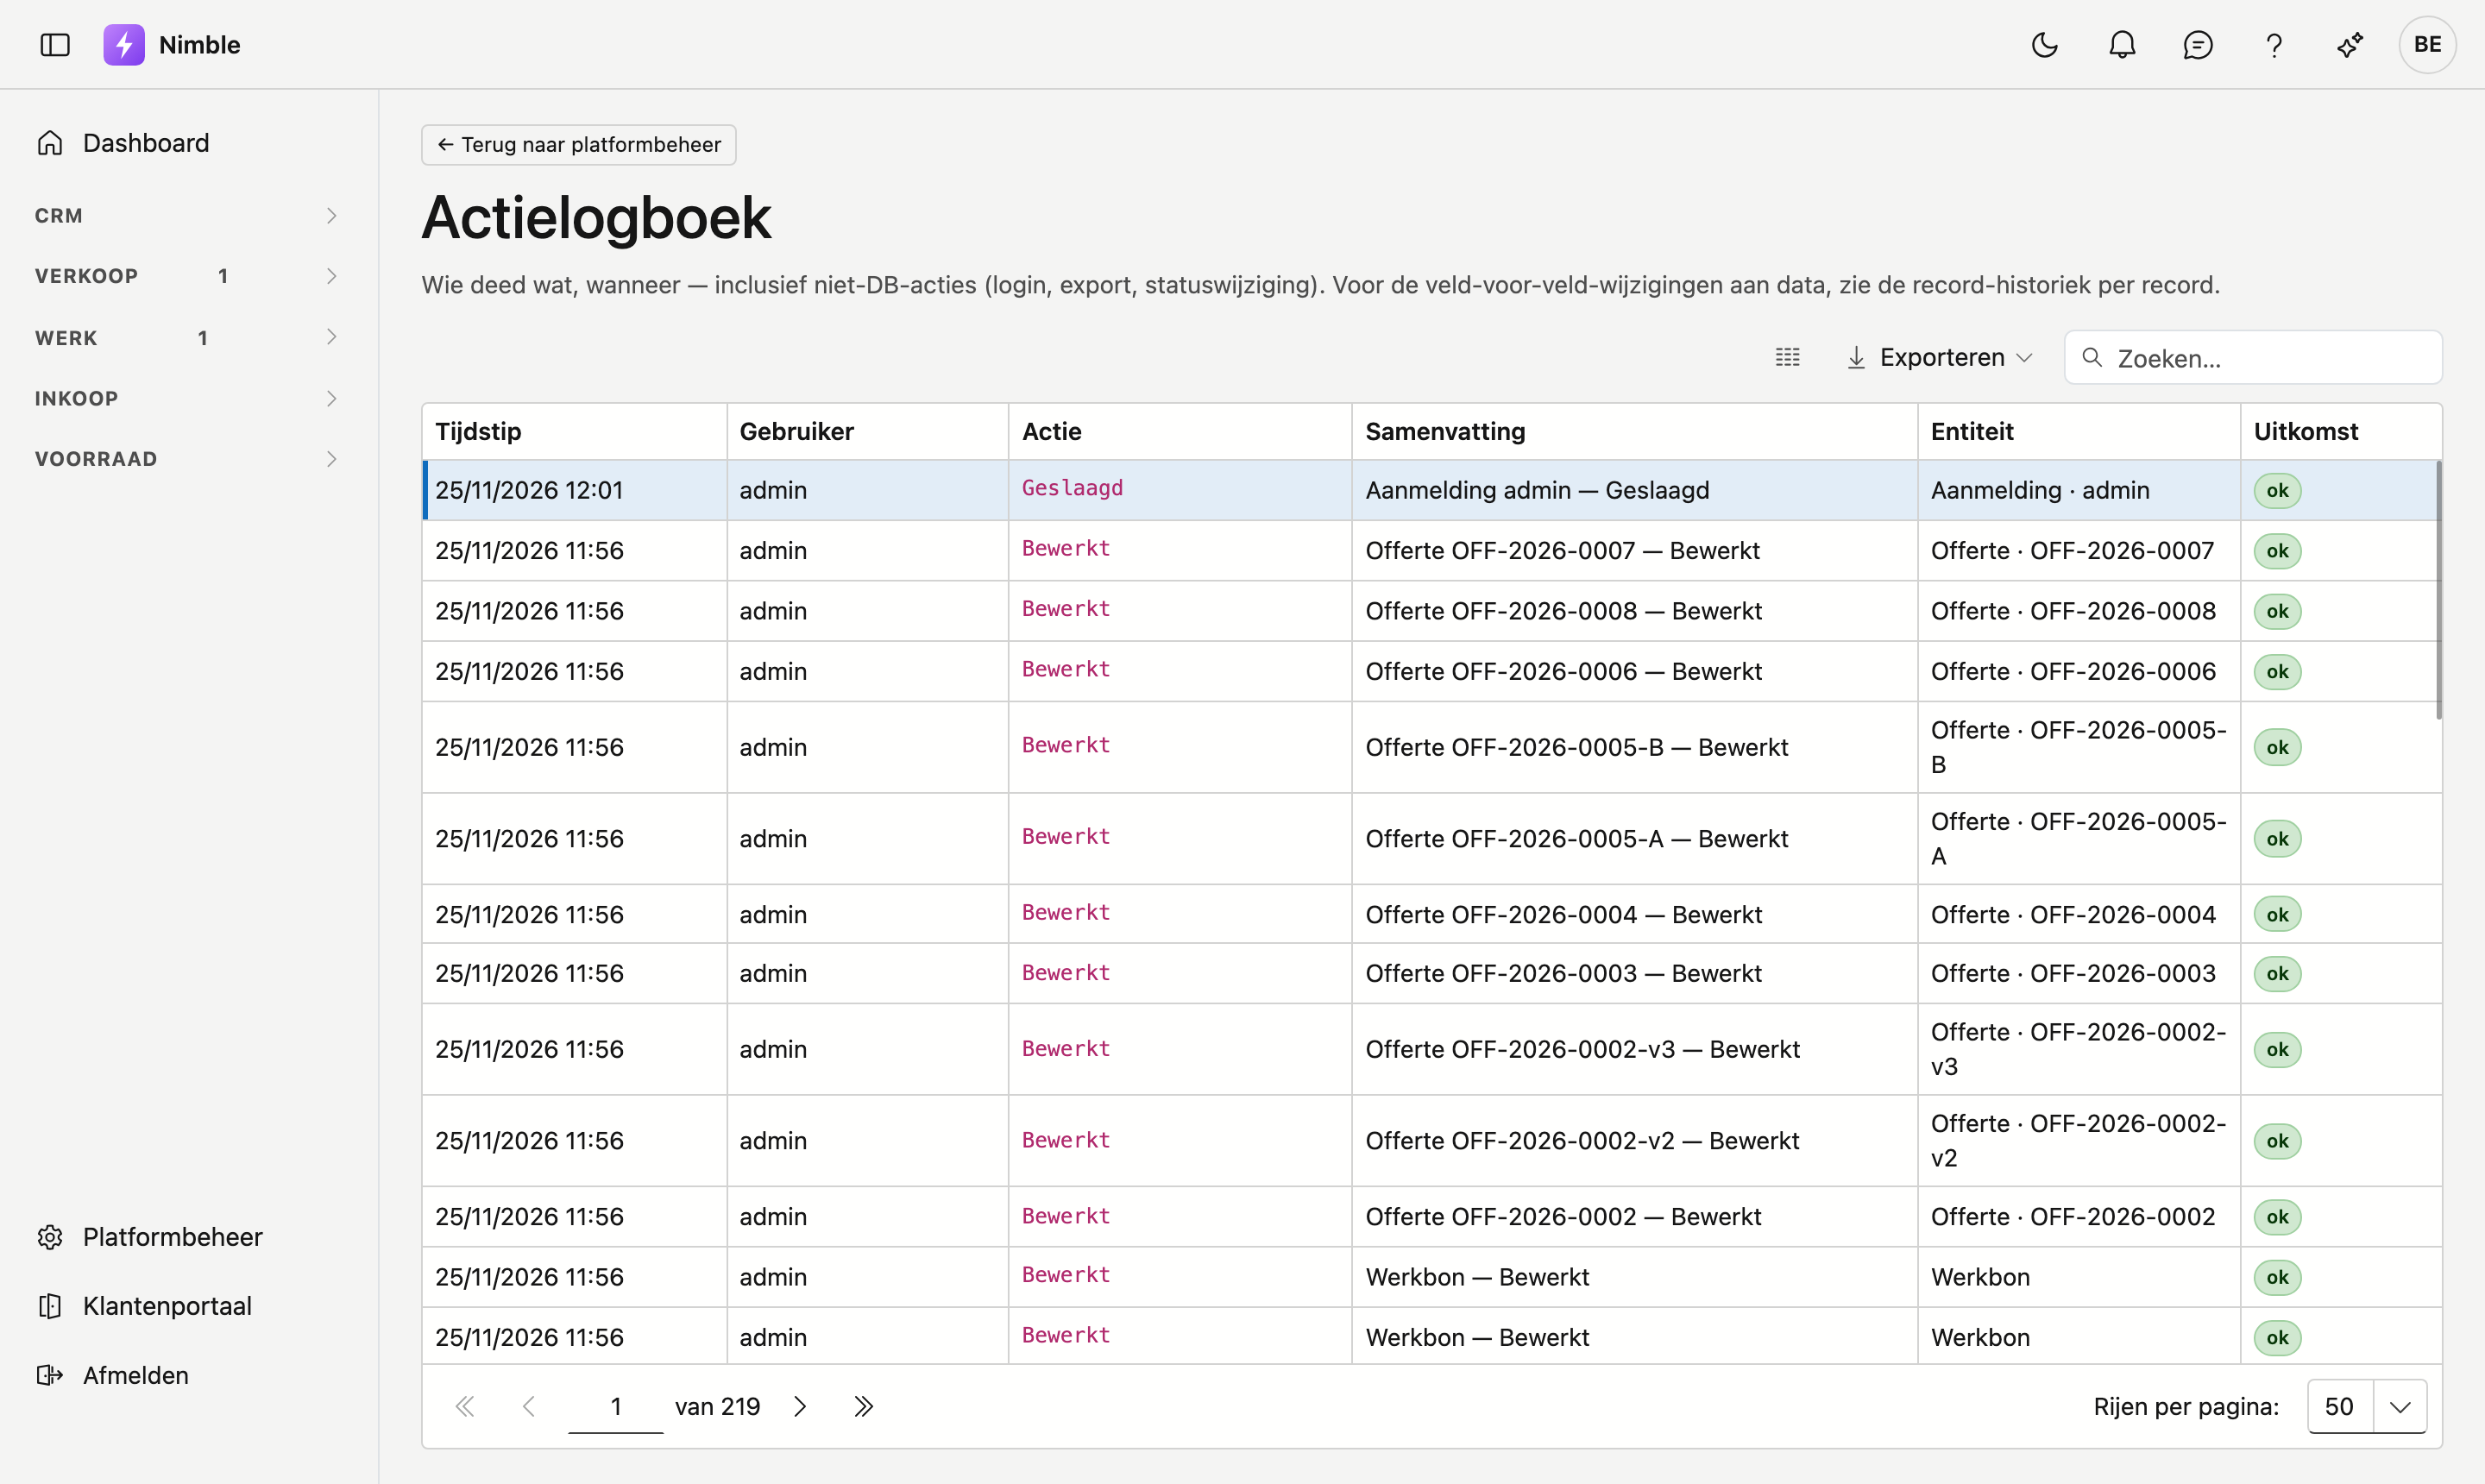 Nimble
BE
Dashboard
CRM
VERKOOP 1
WERK 1
INKOOP
VOORRAAD
Platformbeheer
Klantenportaal
Afmelden
← Terug naar platformbeheer
Actielogboek
Wie deed wat, wanneer — inclusief niet-DB-acties (login, export, statuswijziging). Voor de veld-voor-veld-wijzigingen aan data, zie de record-historiek per record.
Exporteren
Zoeken...
Tijdstip Gebruiker Actie Samenvatting Entiteit Uitkomst
25/11/2026 12:01 admin Geslaagd Aanmelding admin — Geslaagd Aanmelding · admin ok
25/11/2026 11:56 admin Bewerkt Offerte OFF-2026-0007 — Bewerkt Offerte · OFF-2026-0007 ok
25/11/2026 11:56 admin Bewerkt Offerte OFF-2026-0008 — Bewerkt Offerte · OFF-2026-0008 ok
25/11/2026 11:56 admin Bewerkt Offerte OFF-2026-0006 — Bewerkt Offerte · OFF-2026-0006 ok
25/11/2026 11:56 admin Bewerkt Offerte OFF-2026-0005-B — Bewerkt Offerte · OFF-2026-0005-
B ok
25/11/2026 11:56 admin Bewerkt Offerte OFF-2026-0005-A — Bewerkt Offerte · OFF-2026-0005-
A ok
25/11/2026 11:56 admin Bewerkt Offerte OFF-2026-0004 — Bewerkt Offerte · OFF-2026-0004 ok
25/11/2026 11:56 admin Bewerkt Offerte OFF-2026-0003 — Bewerkt Offerte · OFF-2026-0003 ok
25/11/2026 11:56 admin Bewerkt Offerte OFF-2026-0002-v3 — Bewerkt Offerte · OFF-2026-0002-
v3 ok
25/11/2026 11:56 admin Bewerkt Offerte OFF-2026-0002-v2 — Bewerkt Offerte · OFF-2026-0002-
v2 ok
25/11/2026 11:56 admin Bewerkt Offerte OFF-2026-0002 — Bewerkt Offerte · OFF-2026-0002 ok
25/11/2026 11:56 admin Bewerkt Werkbon — Bewerkt Werkbon ok
25/11/2026 11:56 admin Bewerkt Werkbon — Bewerkt Werkbon ok
1 van 219
Rijen per pagina: 50